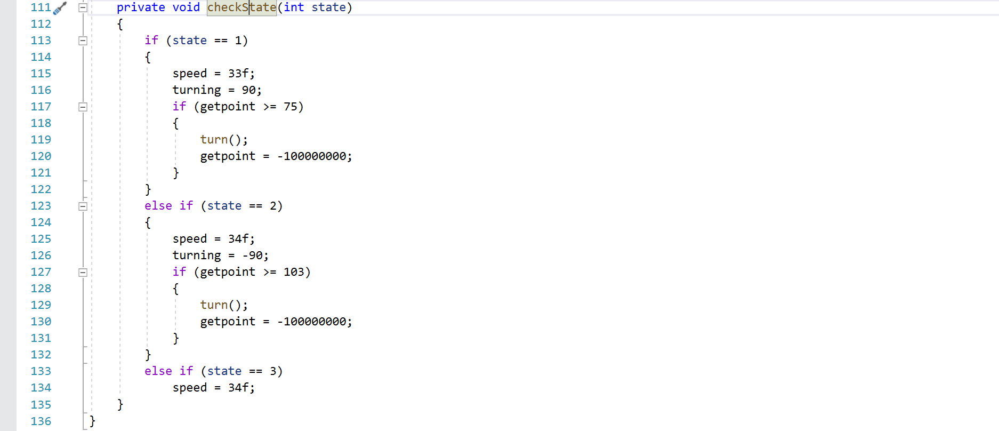 111 private void checkState(int state)
112 {
113 if (state == 1)
114 {
115 speed = 33f;
116 turning = 90;
117 if (getpoint >= 75)
118 {
119 turn();
120 getpoint = -100000000;
121 }
122 }
123 else if (state == 2)
124 {
125 speed = 34f;
126 turning = -90;
127 if (getpoint >= 103)
128 {
129 turn();
130 getpoint = -100000000;
131 }
132 }
133 else if (state == 3)
134 speed = 34f;
135 }
136 }